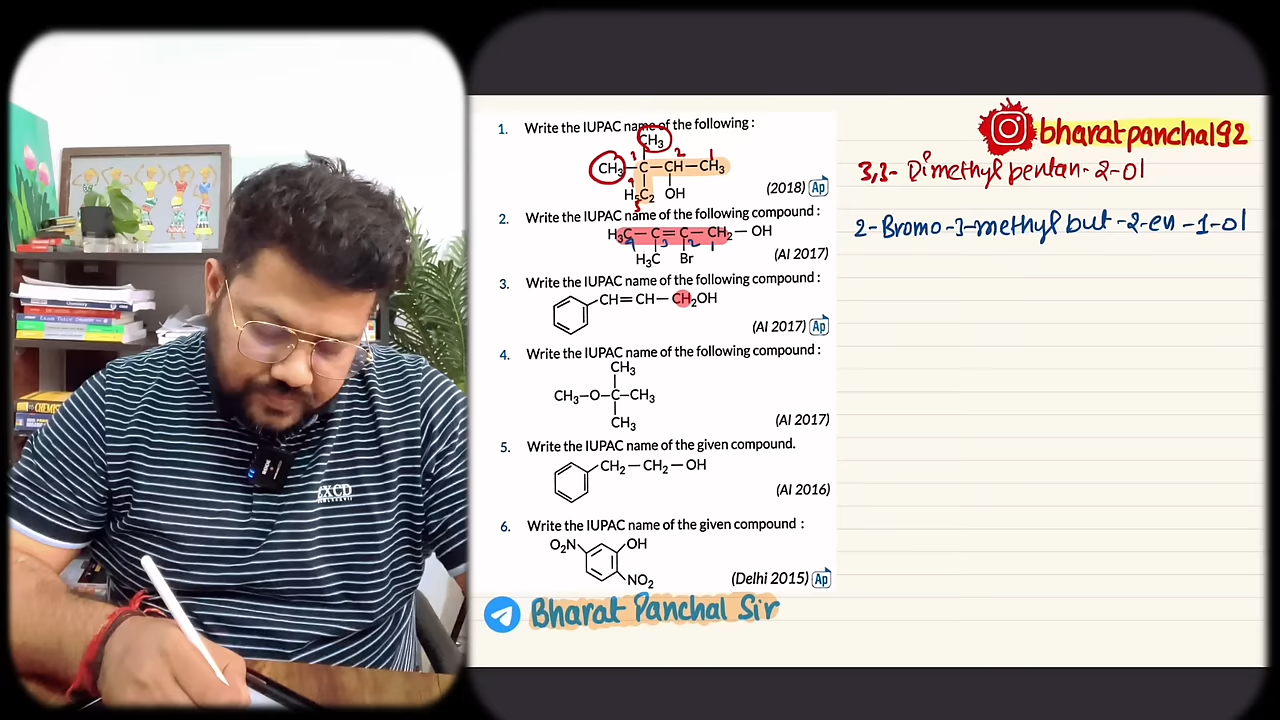 1. Write the IUPAC name of the following :
CH3
CH3–C–CH–CH3
H5C2 OH
(2018) Ap
2. Write the IUPAC name of the following compound :
H3C–C=C–CH2–OH
H3C Br
(AI 2017)
3. Write the IUPAC name of the following compound :
CH=CH–CH2OH
(AI 2017) Ap
4. Write the IUPAC name of the following compound :
CH3
CH3–O–C–CH3
CH3
(AI 2017)
5. Write the IUPAC name of the given compound.
CH2–CH2–OH
(AI 2016)
6. Write the IUPAC name of the given compound :
O2N OH
NO2
(Delhi 2015) Ap
Bharat Panchal Sir
bharatpanchal92
3,3- Dimethyl pentan-2-ol
2-Bromo-3-methyl but-2-en-1-ol
CHEM
EXCD